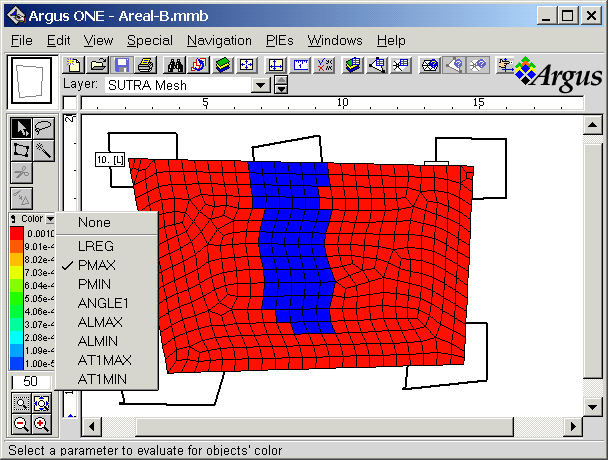 Argus ONE - Areal-B.mmb
File Edit View Special Navigation PIEs Windows Help
Layer: SUTRA Mesh
Argus
5 10 15
10. [L]
Color
None
LREG
PMAX
PMIN
ANGLE1
ALMAX
ALMIN
AT1MAX
AT1MIN
0.0010
9.01e-4
8.02e-4
7.03e-4
6.04e-4
5.05e-4
4.06e-4
3.07e-4
2.08e-4
1.09e-4
1.00e-5
50
Select a parameter to evaluate for objects' color